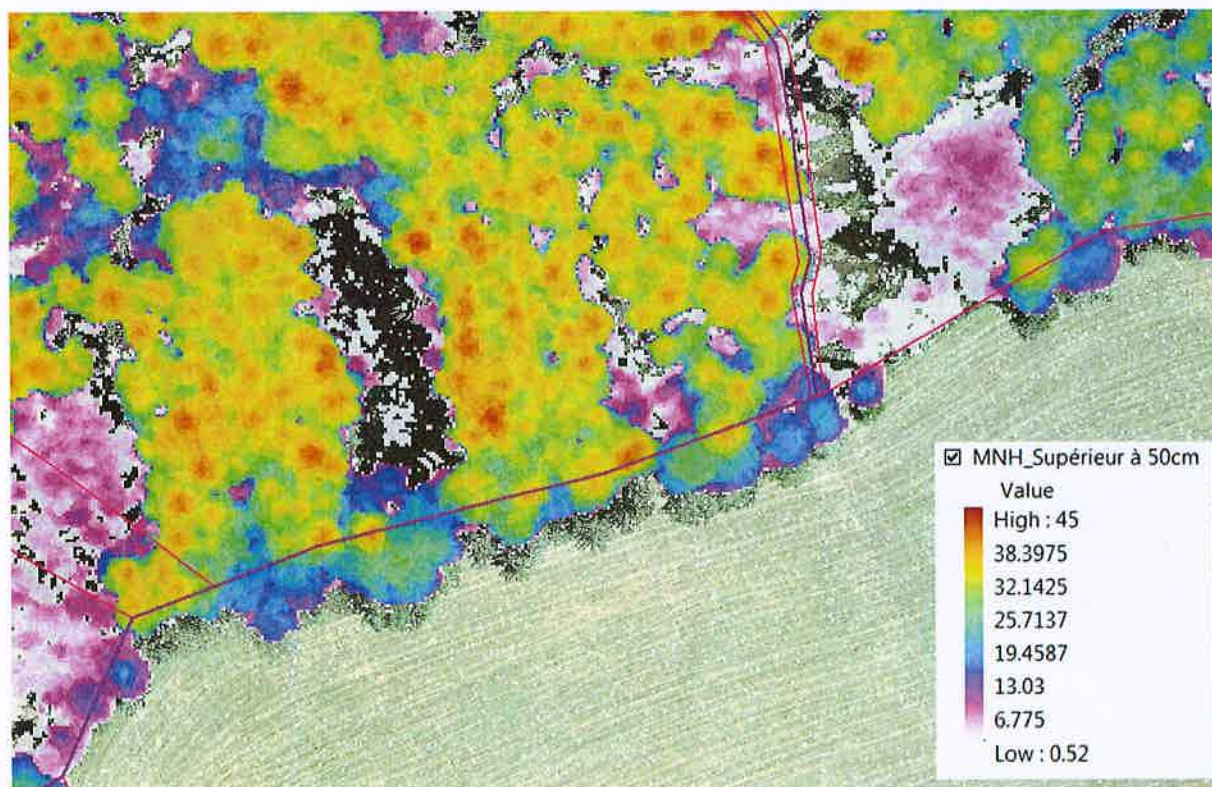 ☑ MNH_Supérieur à 50cm
Value
High : 45
38.3975
32.1425
25.7137
19.4587
13.03
6.775
Low : 0.52